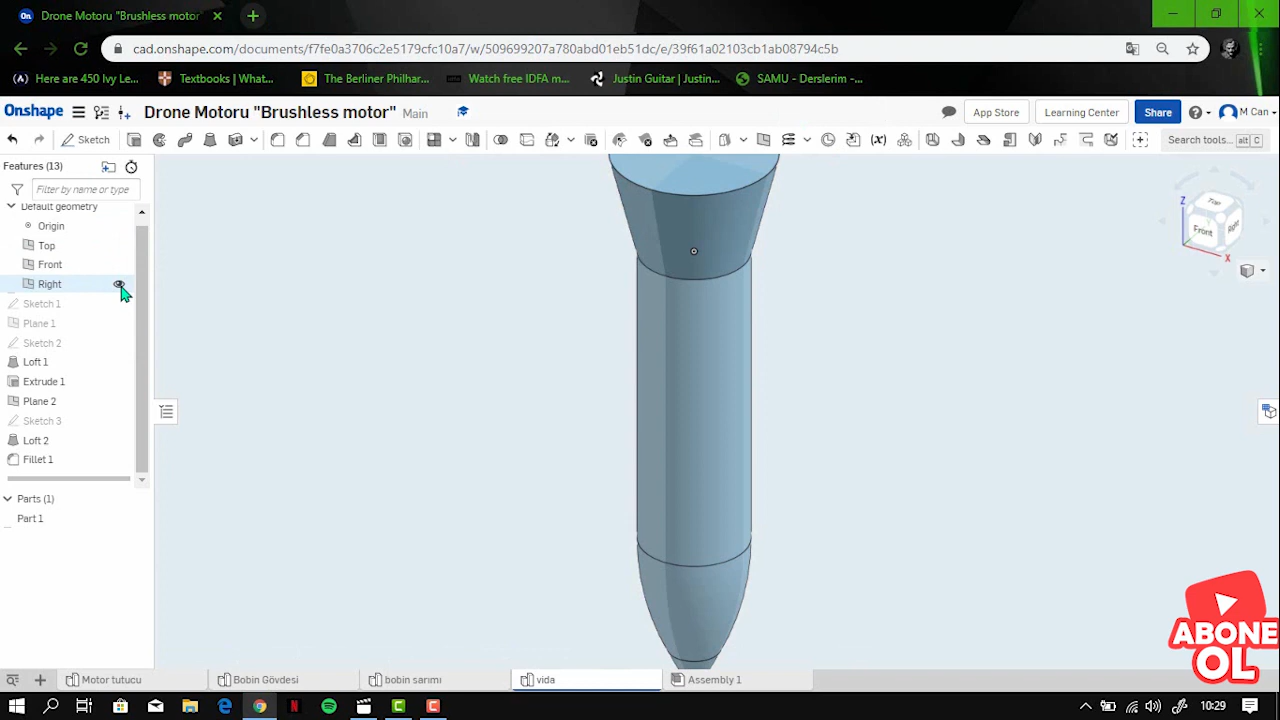 Drone Motoru "Brushless motor"
cad.onshape.com/documents/f7fe0a3706c2e5179cfc10a7/w/509699207a780abd01eb51dc/e/39f61a02103cb1ab08794c5b
Here are 450 Ivy Le... Textbooks | What... The Berliner Philhar... Watch free IDFA m... Justin Guitar | Justin... SAMU - Derslerim -...
Onshape Drone Motoru "Brushless motor" Main App Store Learning Center Share M Can
Sketch Search tools... alt C
Features (13)
Filter by name or type
Default geometry
Origin
Top
Front
Right
Sketch 1
Plane 1
Sketch 2
Loft 1
Extrude 1
Plane 2
Sketch 3
Loft 2
Fillet 1
Parts (1)
Part 1
Z
Top
Front
Right
X
ABONE
OL
Motor tutucu Bobin Gövdesi bobin sarımı vida Assembly 1
10:29